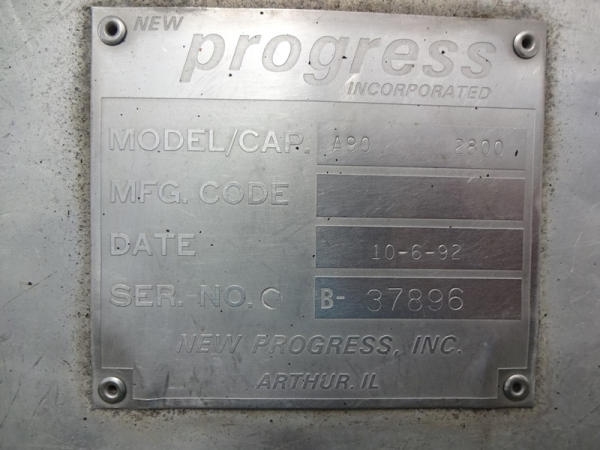 NEW
progress
INCORPORATED
MODEL/CAP. A90 2800
MFG. CODE
DATE 10-6-92
SER.-NO. B- 37896
NEW PROGRESS, INC.
ARTHUR, IL